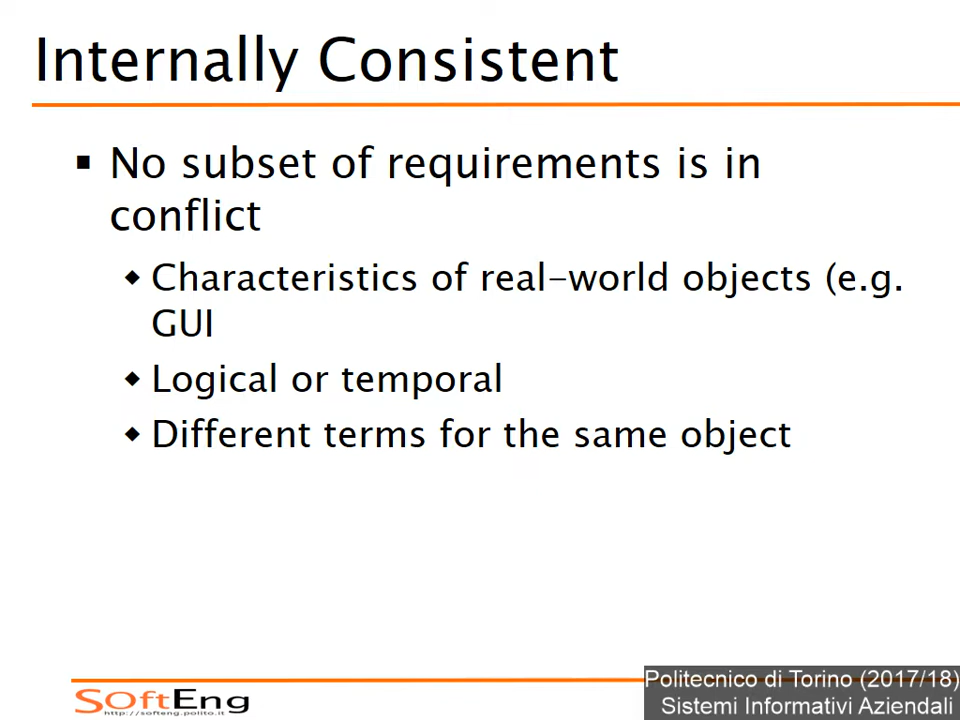 Internally Consistent
▪ No subset of requirements is in
conflict
◆ Characteristics of real-world objects (e.g.
GUI
◆ Logical or temporal
◆ Different terms for the same object
SoftEng
http://softeng.polito.it
Politecnico di Torino (2017/18)
Sistemi Informativi Aziendali